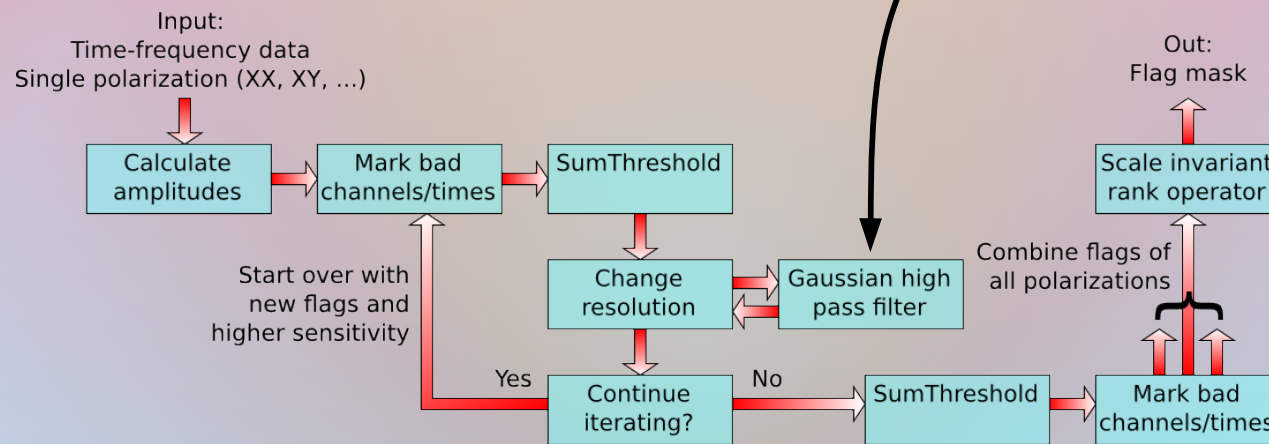 Input:
Time-frequency data
Single polarization (XX, XY, ...)
Calculate
amplitudes
Mark bad
channels/times
SumThreshold
Change
resolution
Gaussian high
pass filter
Start over with
new flags and
higher sensitivity
Continue
iterating?
Yes
No
SumThreshold
Mark bad
channels/times
Combine flags of
all polarizations
Scale invariant
rank operator
Out:
Flag mask